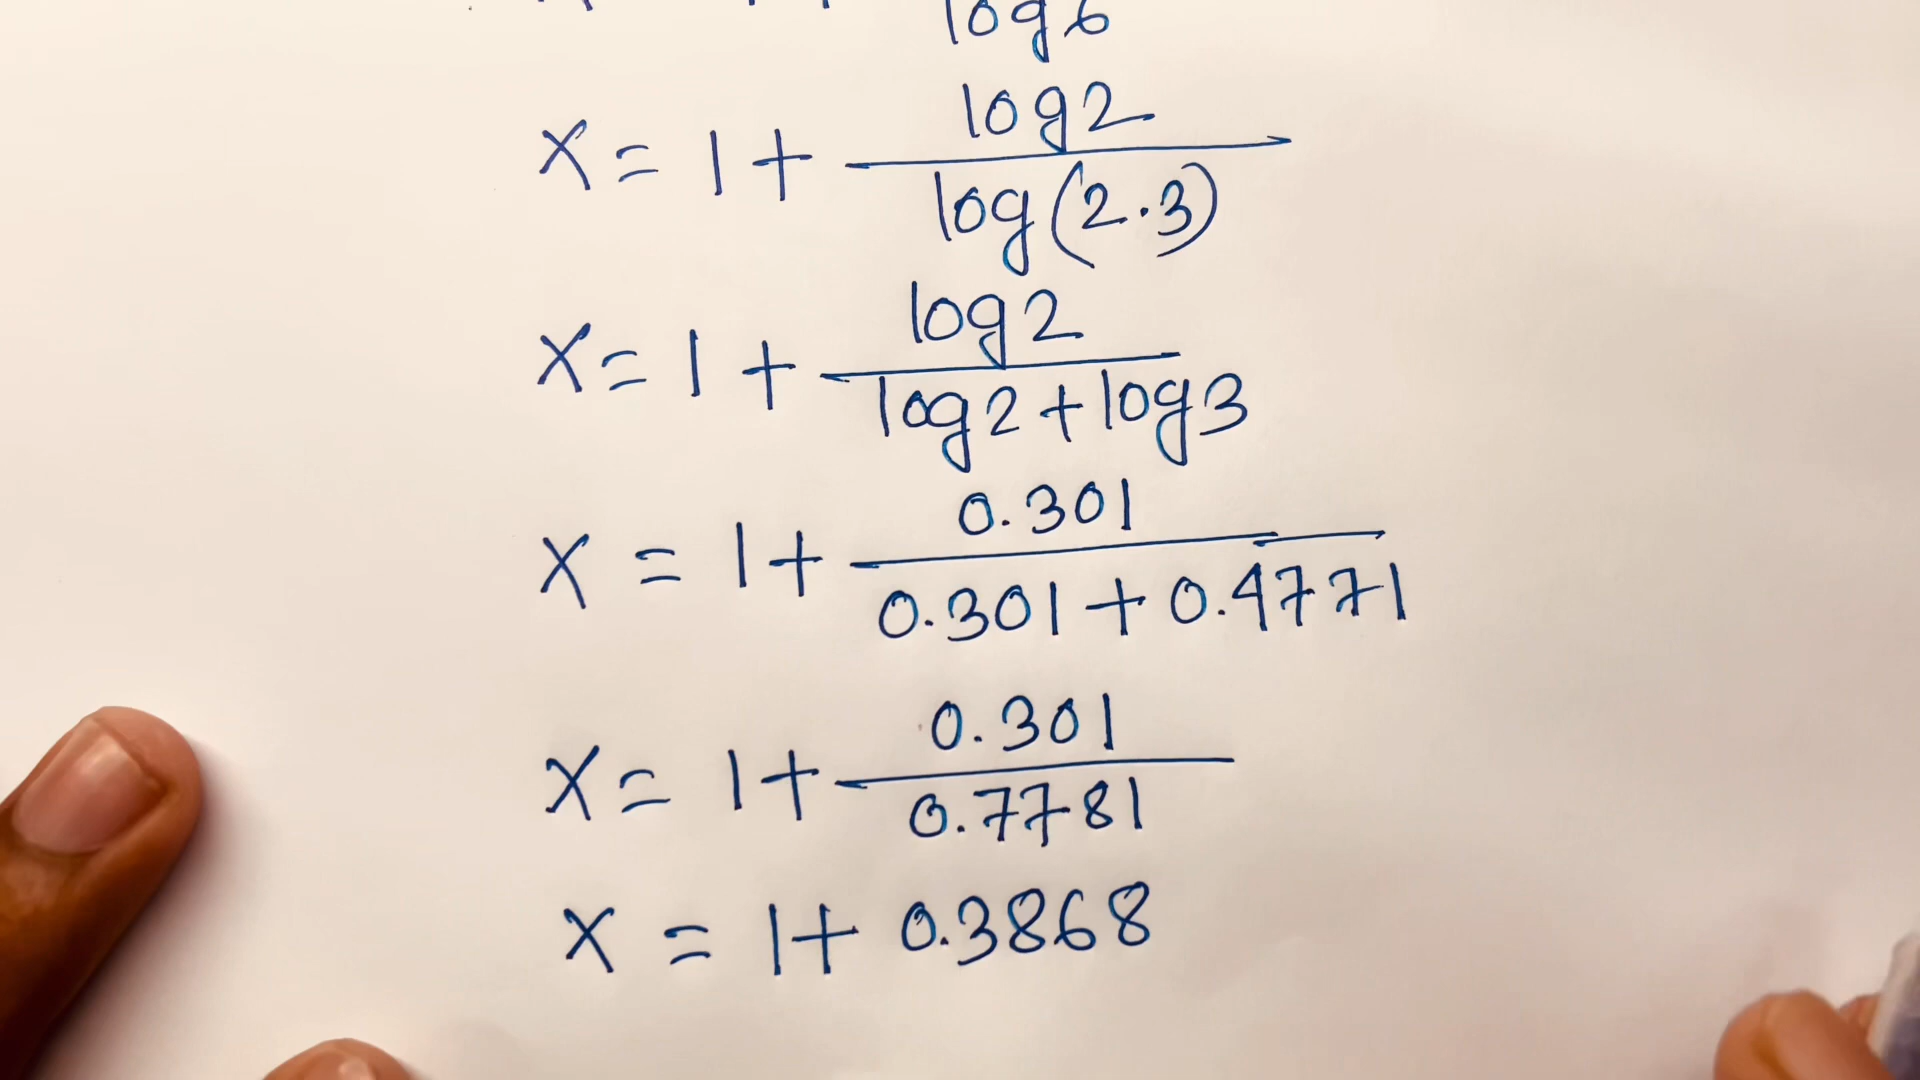 log6
x = 1 + log2 / log(2·3)
x = 1 + log2 / log2 + log3
x = 1 + 0.301 / 0.301 + 0.4771
x = 1 + 0.301 / 0.7781
x = 1 + 0.3868